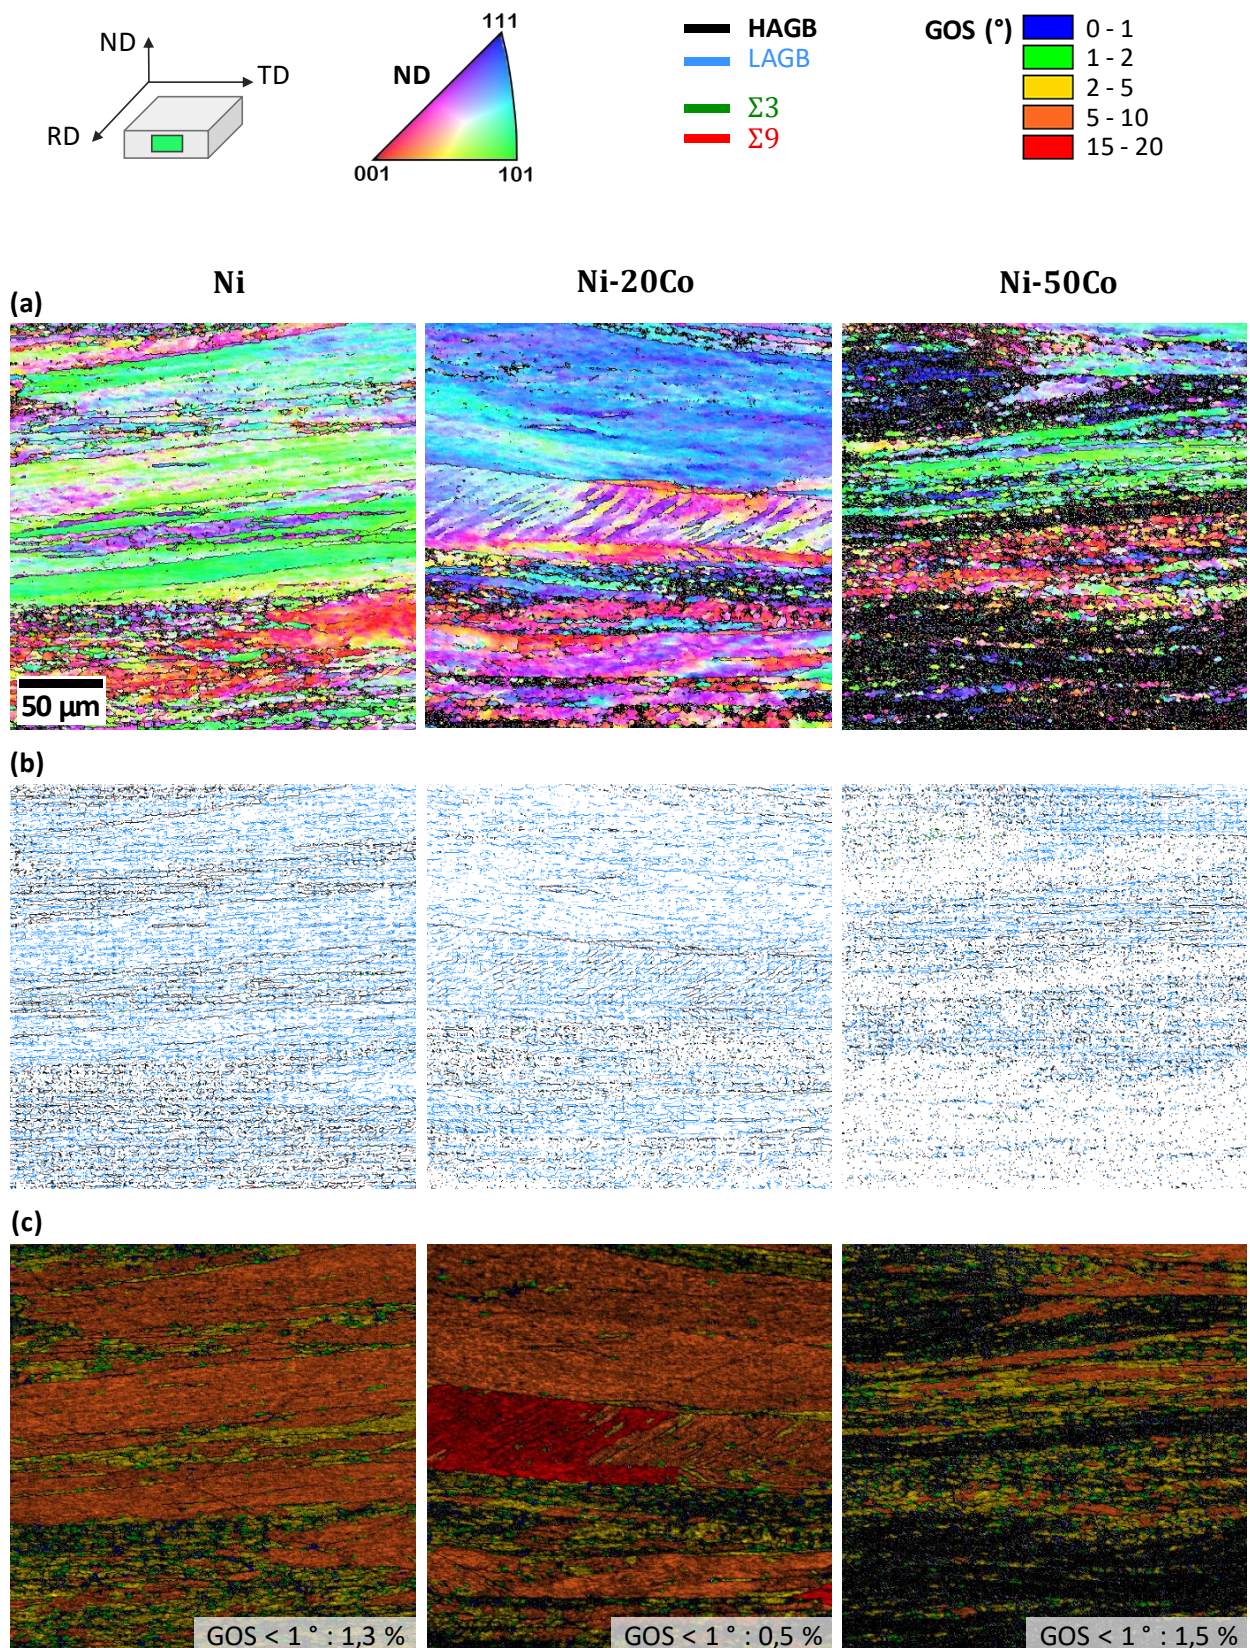 ND
TD
RD
111
ND
001
101
HAGB
LAGB
Σ3
Σ9
GOS (°)
0 - 1
1 - 2
2 - 5
5 - 10
15 - 20
Ni
Ni-20Co
Ni-50Co
(a)
50 µm
(b)
(c)
GOS < 1 ° : 1,3 %
GOS < 1 ° : 0,5 %
GOS < 1 ° : 1,5 %